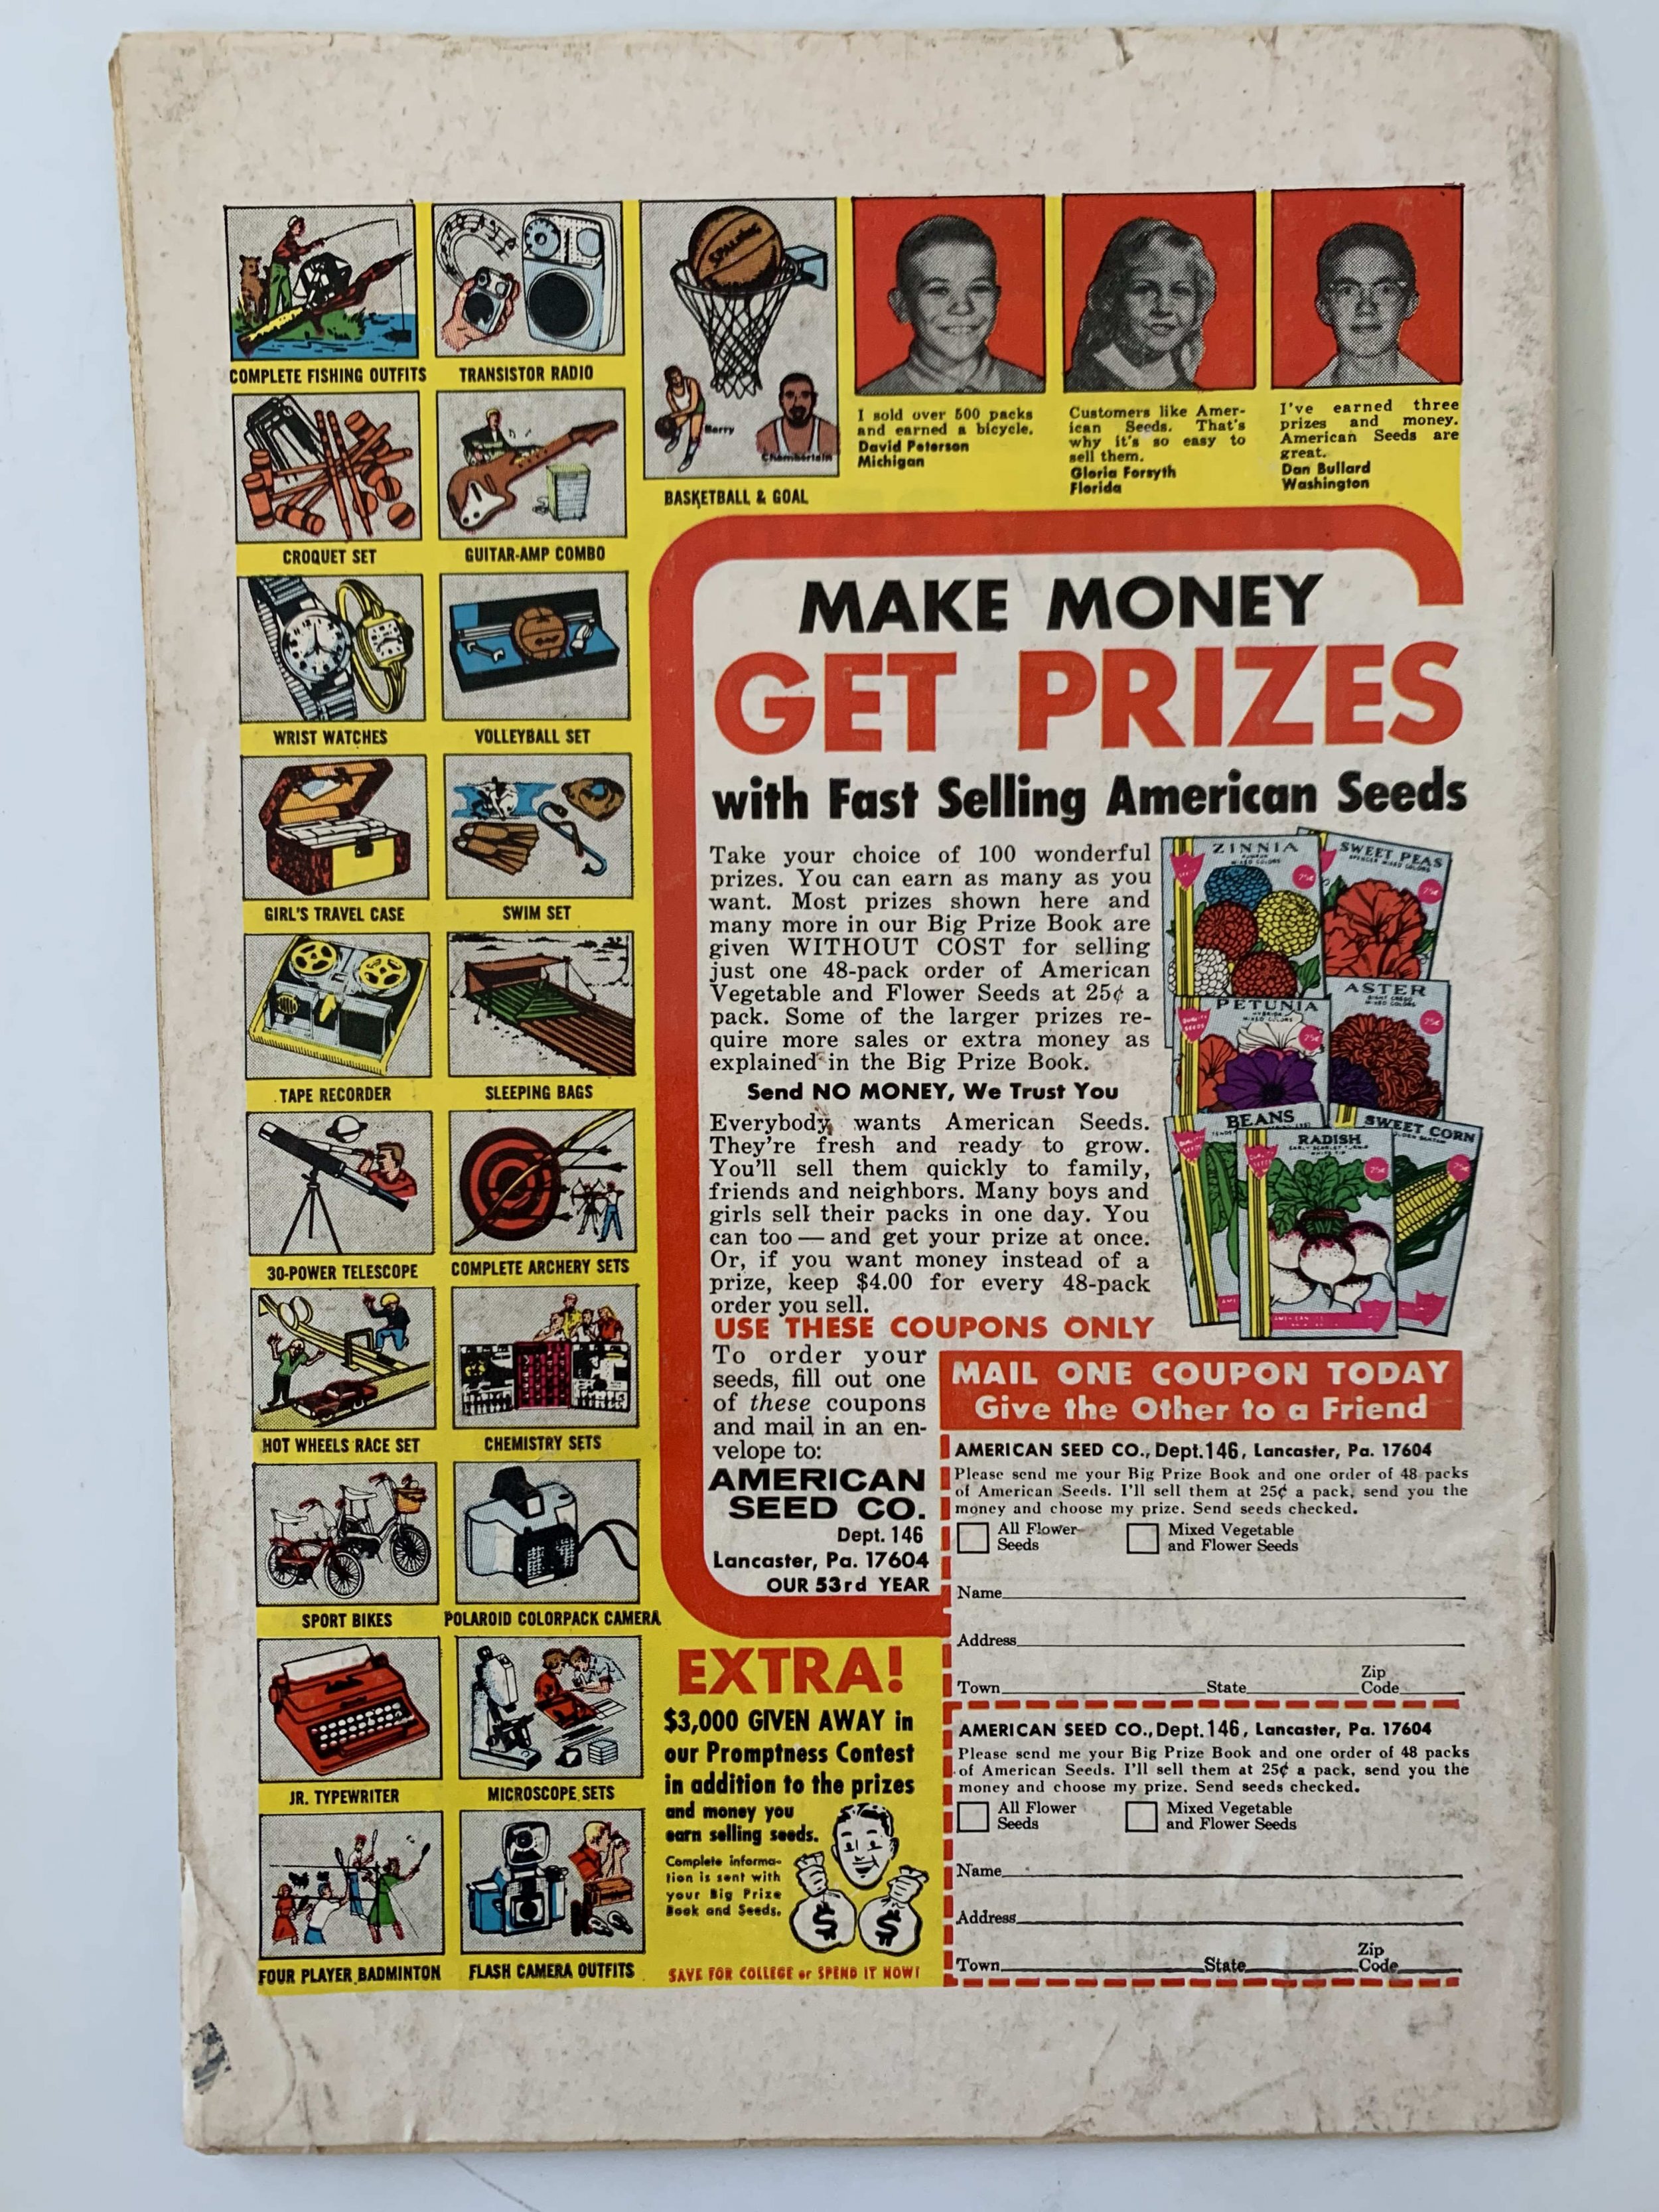 COMPLETE FISHING OUTFITS
TRANSISTOR RADIO
SPALDING
Barry
Chamberlain
BASKETBALL & GOAL
I sold over 500 packs
and earned a bicycle.
David Peterson
Michigan
Customers like Amer-
ican Seeds. That's
why it's so easy to
sell them.
Gloria Forsyth
Florida
I've earned three
prizes and money.
American Seeds are
great.
Dan Bullard
Washington
CROQUET SET
GUITAR-AMP COMBO
WRIST WATCHES
VOLLEYBALL SET
GIRL'S TRAVEL CASE
SWIM SET
TAPE RECORDER
SLEEPING BAGS
30-POWER TELESCOPE
COMPLETE ARCHERY SETS
HOT WHEELS RACE SET
CHEMISTRY SETS
SPORT BIKES
POLAROID COLORPACK CAMERA
JR. TYPEWRITER
MICROSCOPE SETS
FOUR PLAYER BADMINTON
FLASH CAMERA OUTFITS
MAKE MONEY
GET PRIZES
with Fast Selling American Seeds
Take your choice of 100 wonderful
prizes. You can earn as many as you
want. Most prizes shown here and
many more in our Big Prize Book are
given WITHOUT COST for selling
just one 48-pack order of American
Vegetable and Flower Seeds at 25¢ a
pack. Some of the larger prizes re-
quire more sales or extra money as
explained in the Big Prize Book.
Send NO MONEY, We Trust You
Everybody wants American Seeds.
They're fresh and ready to grow.
You'll sell them quickly to family,
friends and neighbors. Many boys and
girls sell their packs in one day. You
can too — and get your prize at once.
Or, if you want money instead of a
prize, keep $4.00 for every 48-pack
order you sell.
ZINNIA
MIXED COLORS
25¢
SWEET PEAS
SPENCER MIXED COLORS
25¢
PETUNIA
MIXED COLORS
25¢
ASTER
MIXED COLORS
25¢
BEANS
SWEET CORN
25¢
RADISH
25¢
USE THESE COUPONS ONLY
To order your
seeds, fill out one
of these coupons
and mail in an en-
velope to:
AMERICAN
SEED CO.
Dept. 146
Lancaster, Pa. 17604
OUR 53rd YEAR
MAIL ONE COUPON TODAY
Give the Other to a Friend
AMERICAN SEED CO., Dept. 146, Lancaster, Pa. 17604
Please send me your Big Prize Book and one order of 48 packs
of American Seeds. I'll sell them at 25¢ a pack, send you the
money and choose my prize. Send seeds checked.
All Flower Seeds
Mixed Vegetable and Flower Seeds
Name
Address
Town State Zip Code
AMERICAN SEED CO., Dept. 146, Lancaster, Pa. 17604
Please send me your Big Prize Book and one order of 48 packs
of American Seeds. I'll sell them at 25¢ a pack, send you the
money and choose my prize. Send seeds checked.
All Flower Seeds
Mixed Vegetable and Flower Seeds
Name
Address
Town State Zip Code
EXTRA!
$3,000 GIVEN AWAY in
our Promptness Contest
in addition to the prizes
and money you
earn selling seeds.
Complete informa-
tion is sent with
your Big Prize
Book and Seeds.
$ $
SAVE FOR COLLEGE or SPEND IT NOW!